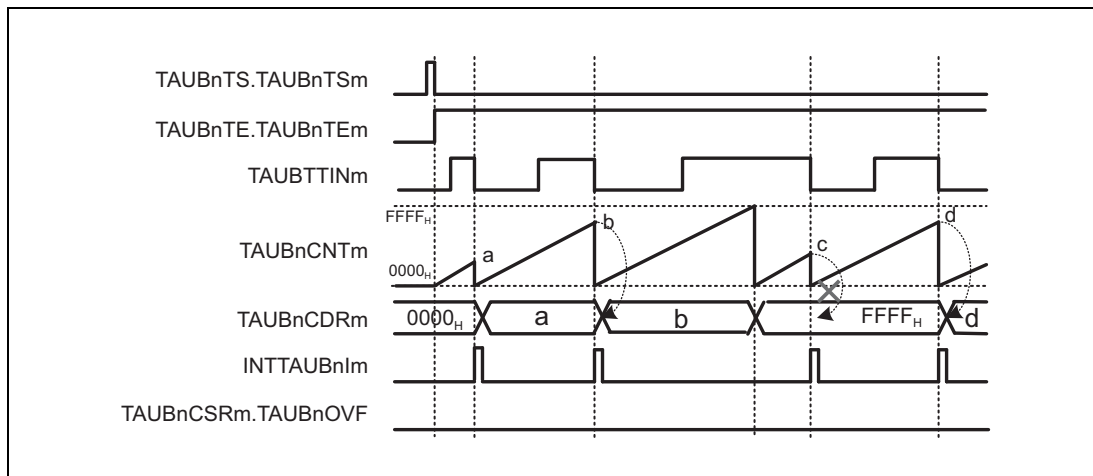 TAUBnTS.TAUBnTSm
TAUBnTE.TAUBnTEm
TAUBTTINm
FFFFH
TAUBnCNTm
0000H
a
b
c
d
TAUBnCDRm
0000H
a
b
FFFFH
d
INTTAUBnIm
TAUBnCSRm.TAUBnOVF